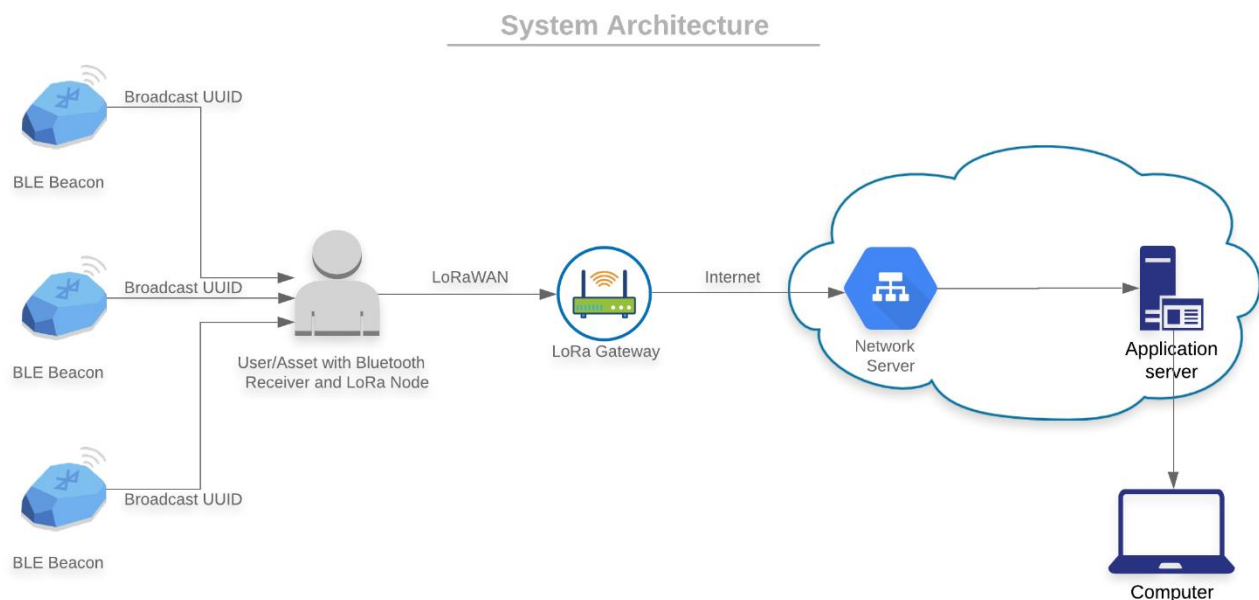 System Architecture
Broadcast UUID
BLE Beacon
Broadcast UUID
BLE Beacon
Broadcast UUID
BLE Beacon
User/Asset with Bluetooth
Receiver and LoRa Node
LoRaWAN
LoRa Gateway
Internet
Network
Server
Application
server
Computer